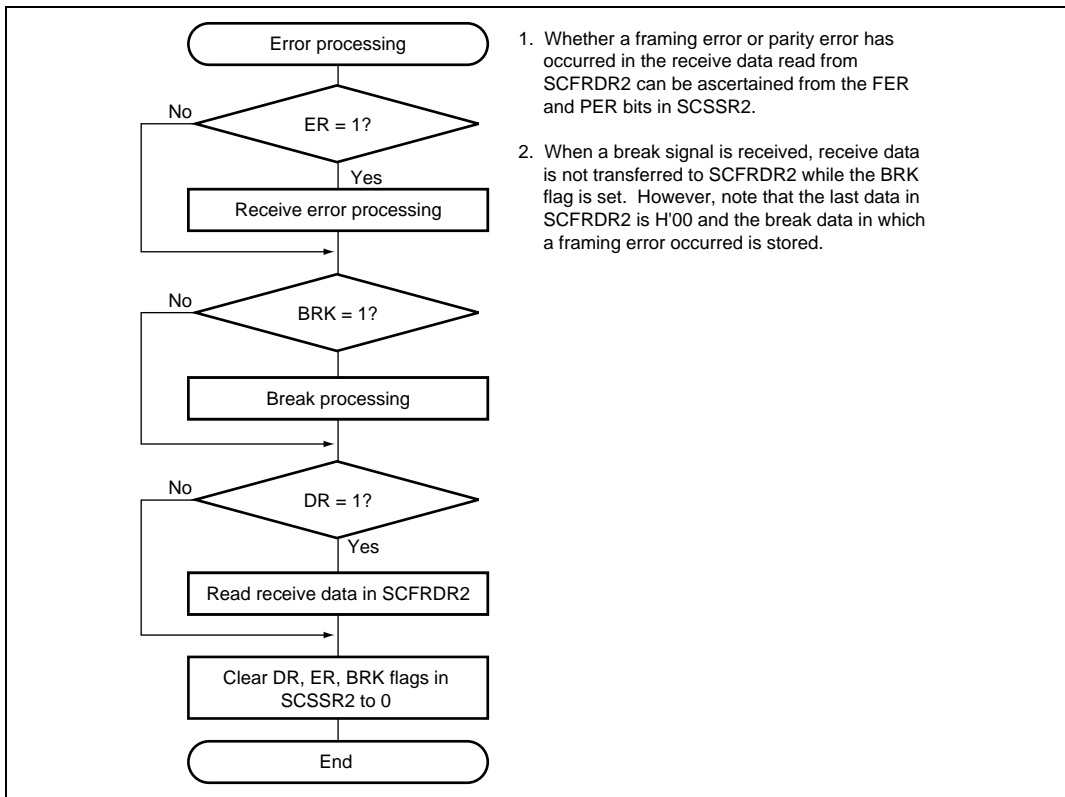 Error processing
No
ER = 1?
Yes
Receive error processing
No
BRK = 1?
Break processing
No
DR = 1?
Yes
Read receive data in SCFRDR2
Clear DR, ER, BRK flags in
SCSSR2 to 0
End
1. Whether a framing error or parity error has
occurred in the receive data read from
SCFRDR2 can be ascertained from the FER
and PER bits in SCSSR2.
2. When a break signal is received, receive data
is not transferred to SCFRDR2 while the BRK
flag is set. However, note that the last data in
SCFRDR2 is H'00 and the break data in which
a framing error occurred is stored.